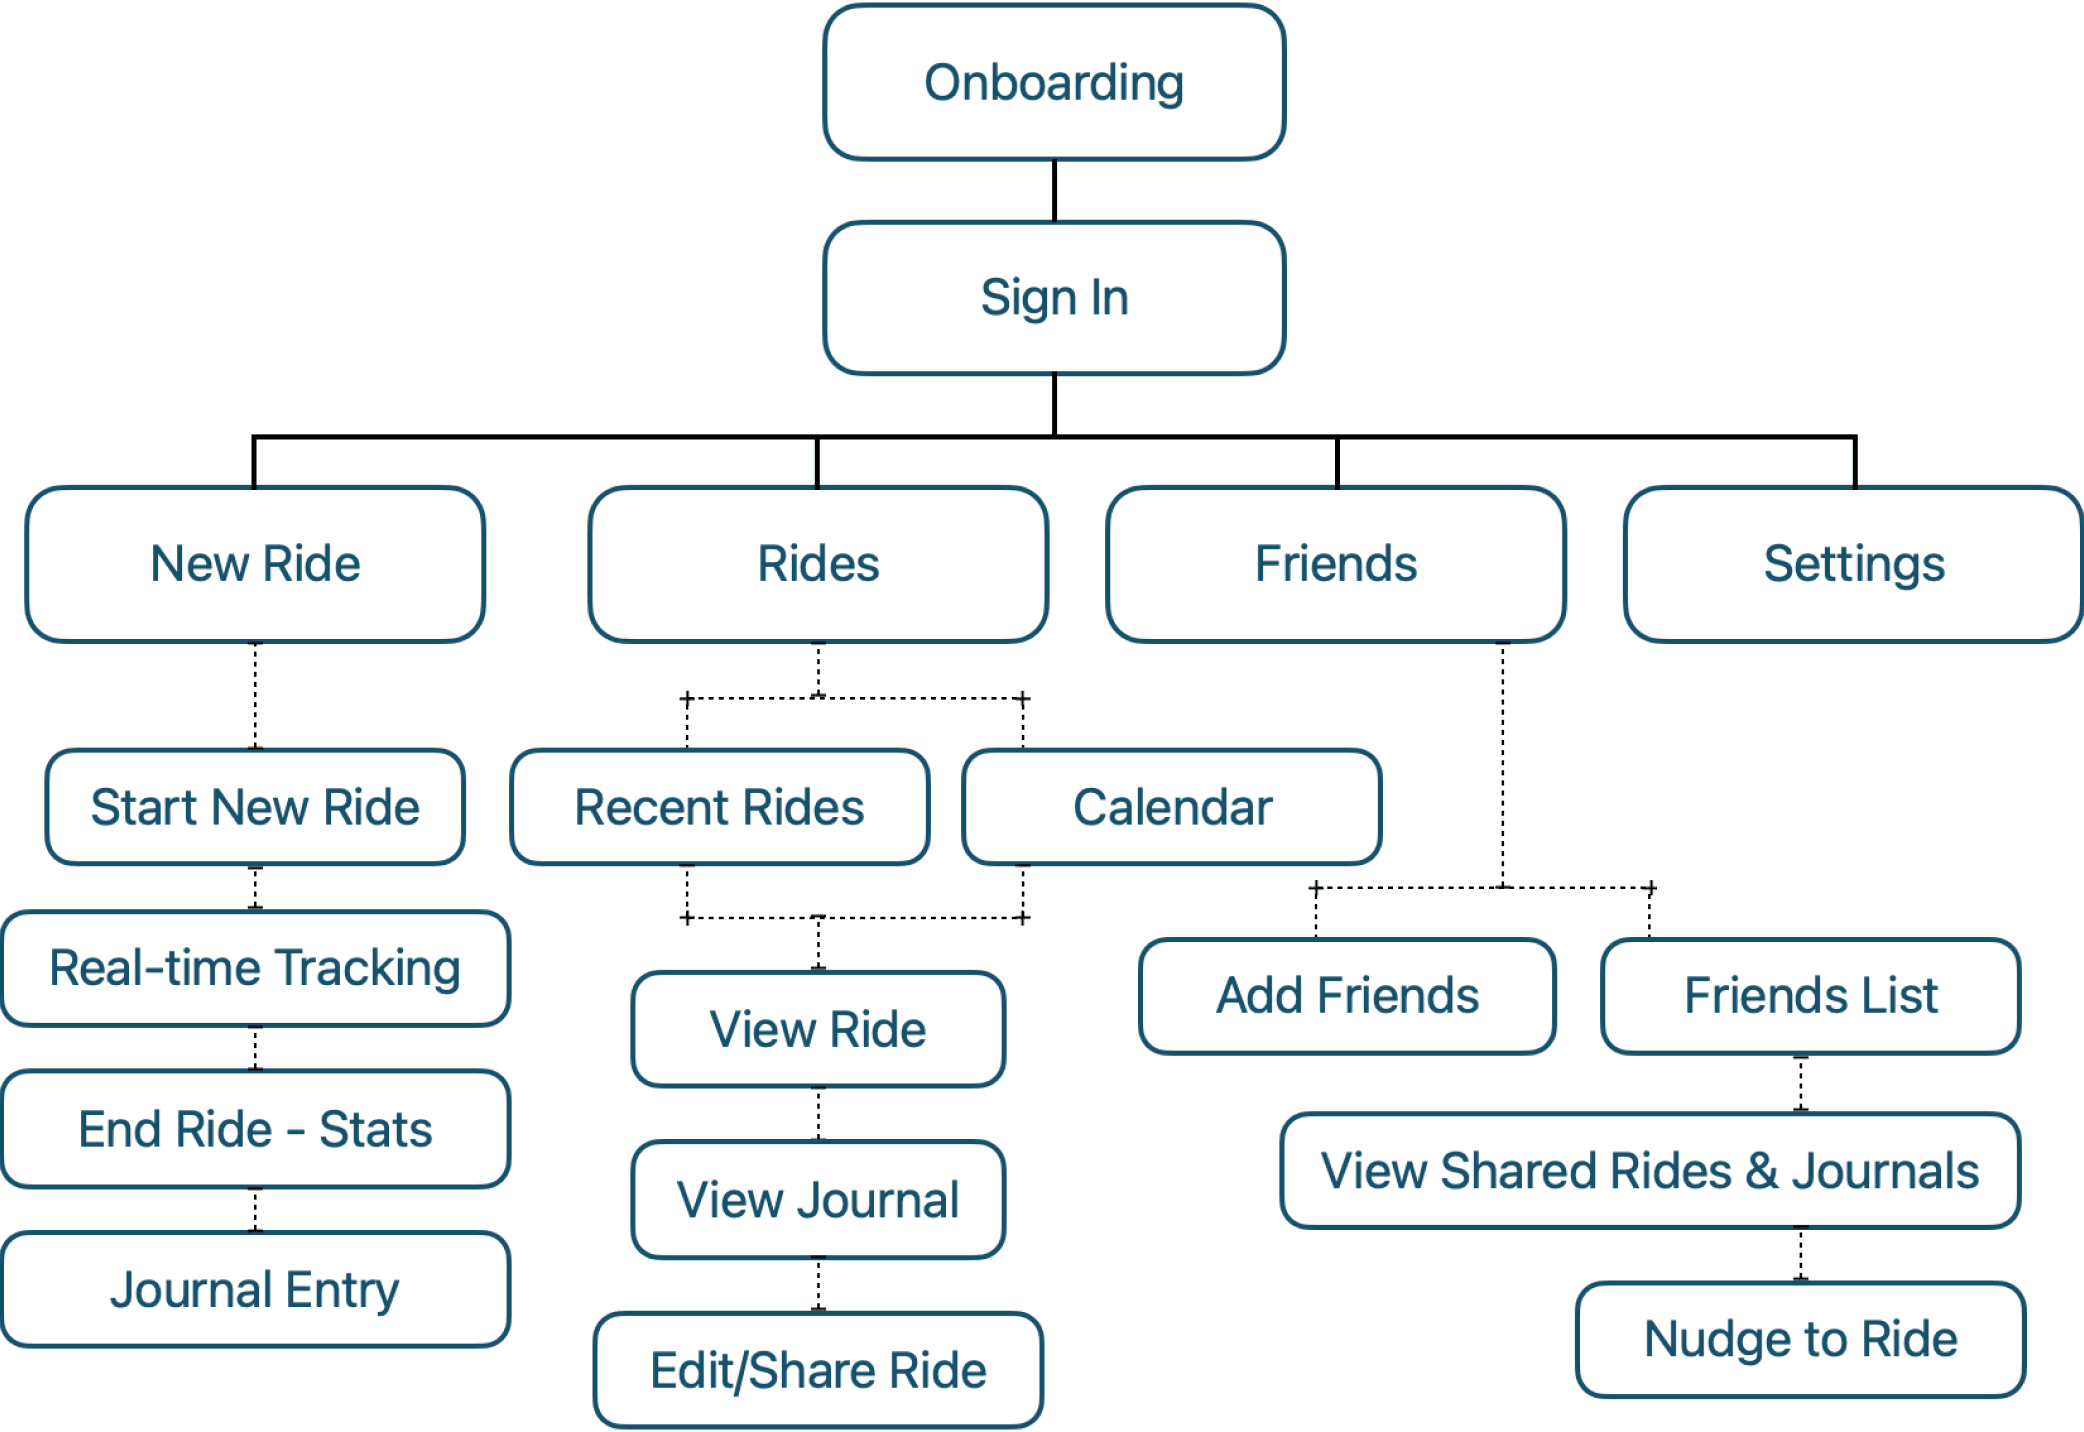 Onboarding
Sign In
New Ride
Rides
Friends
Settings
Start New Ride
Recent Rides
Calendar
Real-time Tracking
Add Friends
Friends List
View Ride
End Ride - Stats
View Shared Rides & Journals
View Journal
Journal Entry
Nudge to Ride
Edit/Share Ride